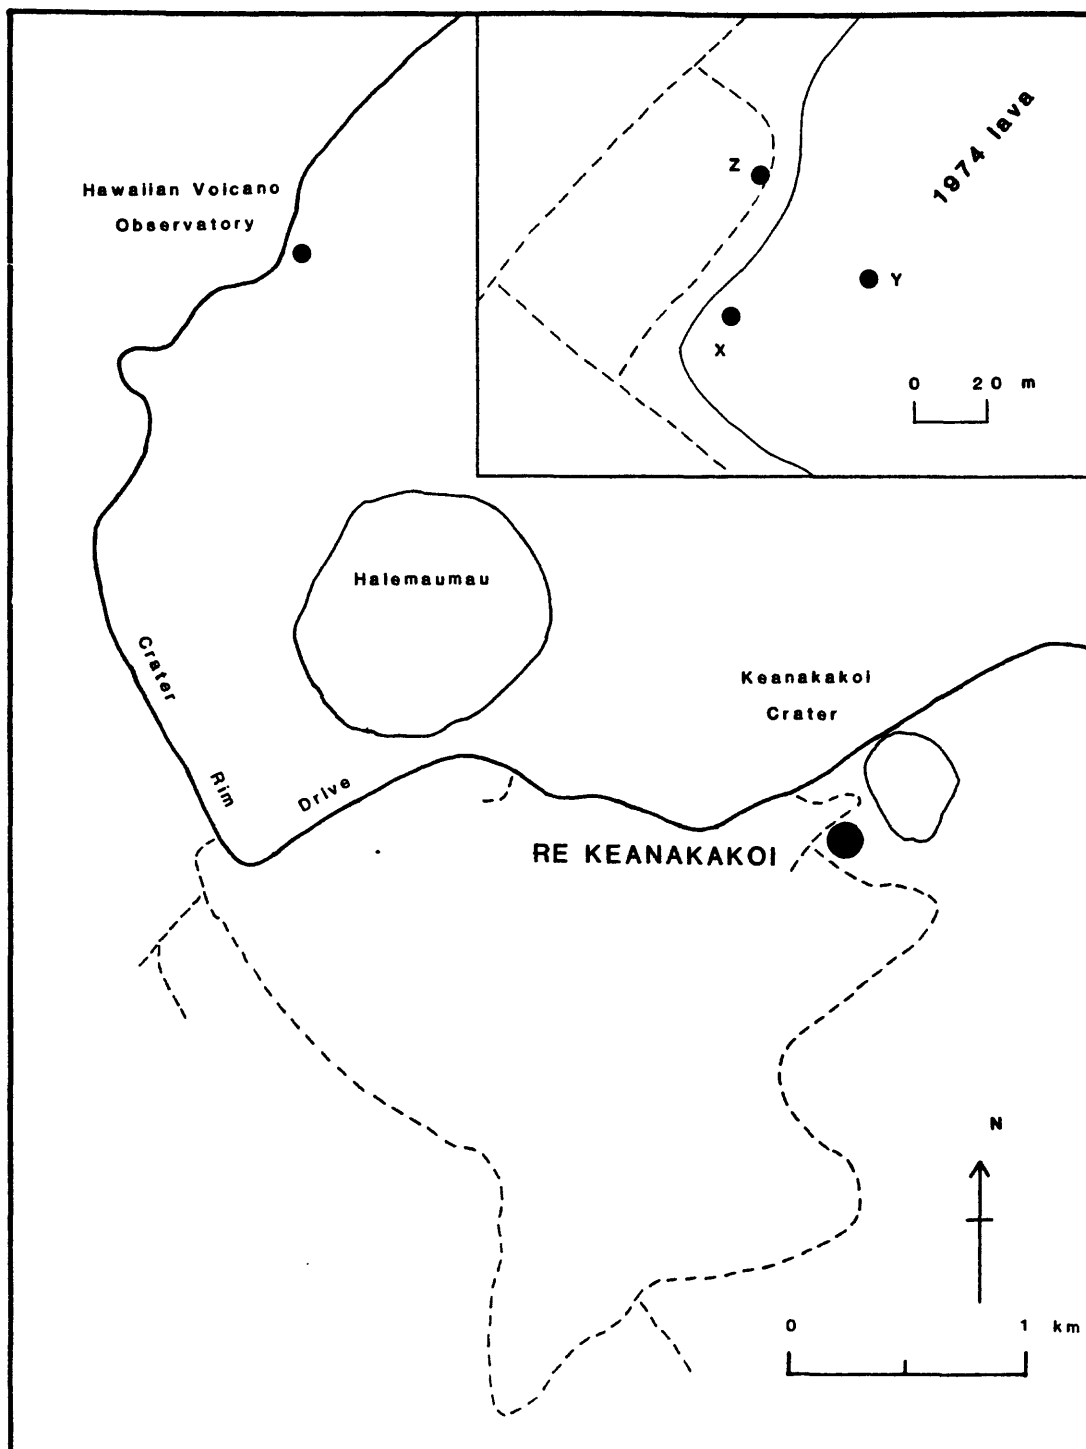 Hawaiian Volcano
Observatory
Z
1974 lava
Y
X
0 20 m
Halemaumau
Crater
Rim
Drive
Keanakakoi
Crater
RE KEANAKAKOI
N
0 1 km